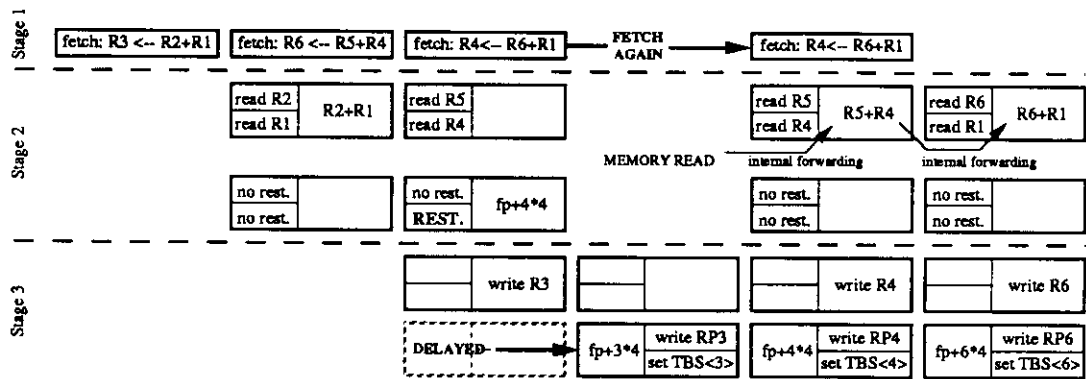 Stage 1
fetch: R3 <-- R2+R1
fetch: R6 <-- R5+R4
fetch: R4<-- R6+R1
FETCH
AGAIN
fetch: R4<-- R6+R1
Stage 2
read R2
read R1
R2+R1
read R5
read R4
read R5
read R4
R5+R4
read R6
read R1
R6+R1
MEMORY READ
internal forwarding
internal forwarding
no rest.
no rest.
no rest.
REST.
fp+4*4
no rest.
no rest.
no rest.
no rest.
Stage 3
write R3
write R4
write R6
DELAYED
fp+3*4
write RP3
set TBS<3>
fp+4*4
write RP4
set TBS<4>
fp+6*4
write RP6
set TBS<6>